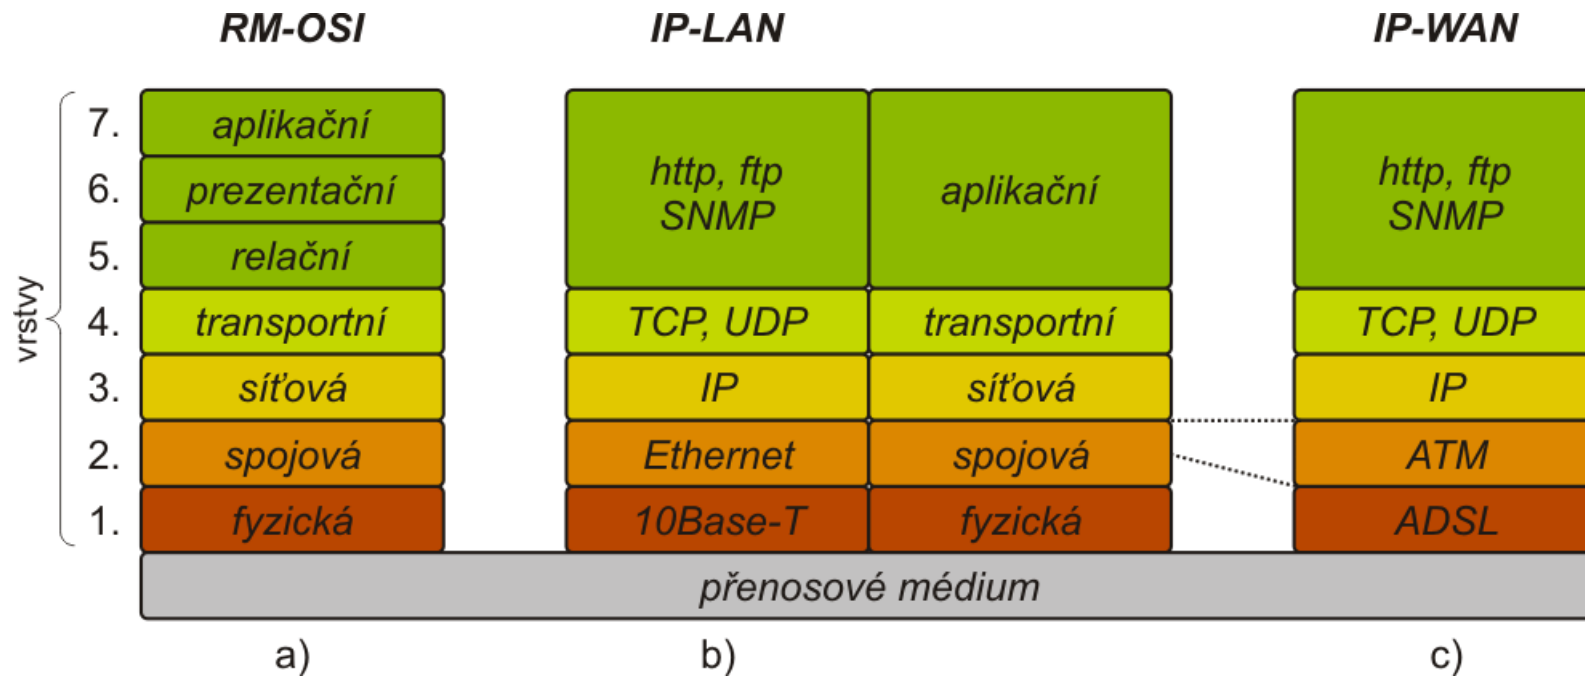 RM-OSI IP-LAN IP-WAN
7. aplikační
6. prezentační
5. relační
http, ftp
SNMP
aplikační
http, ftp
SNMP
vrstvy
4. transportní TCP, UDP transportní TCP, UDP
3. síťová IP síťová IP
2. spojová Ethernet spojová ATM
1. fyzická 10Base-T fyzická ADSL
přenosové médium
a) b) c)